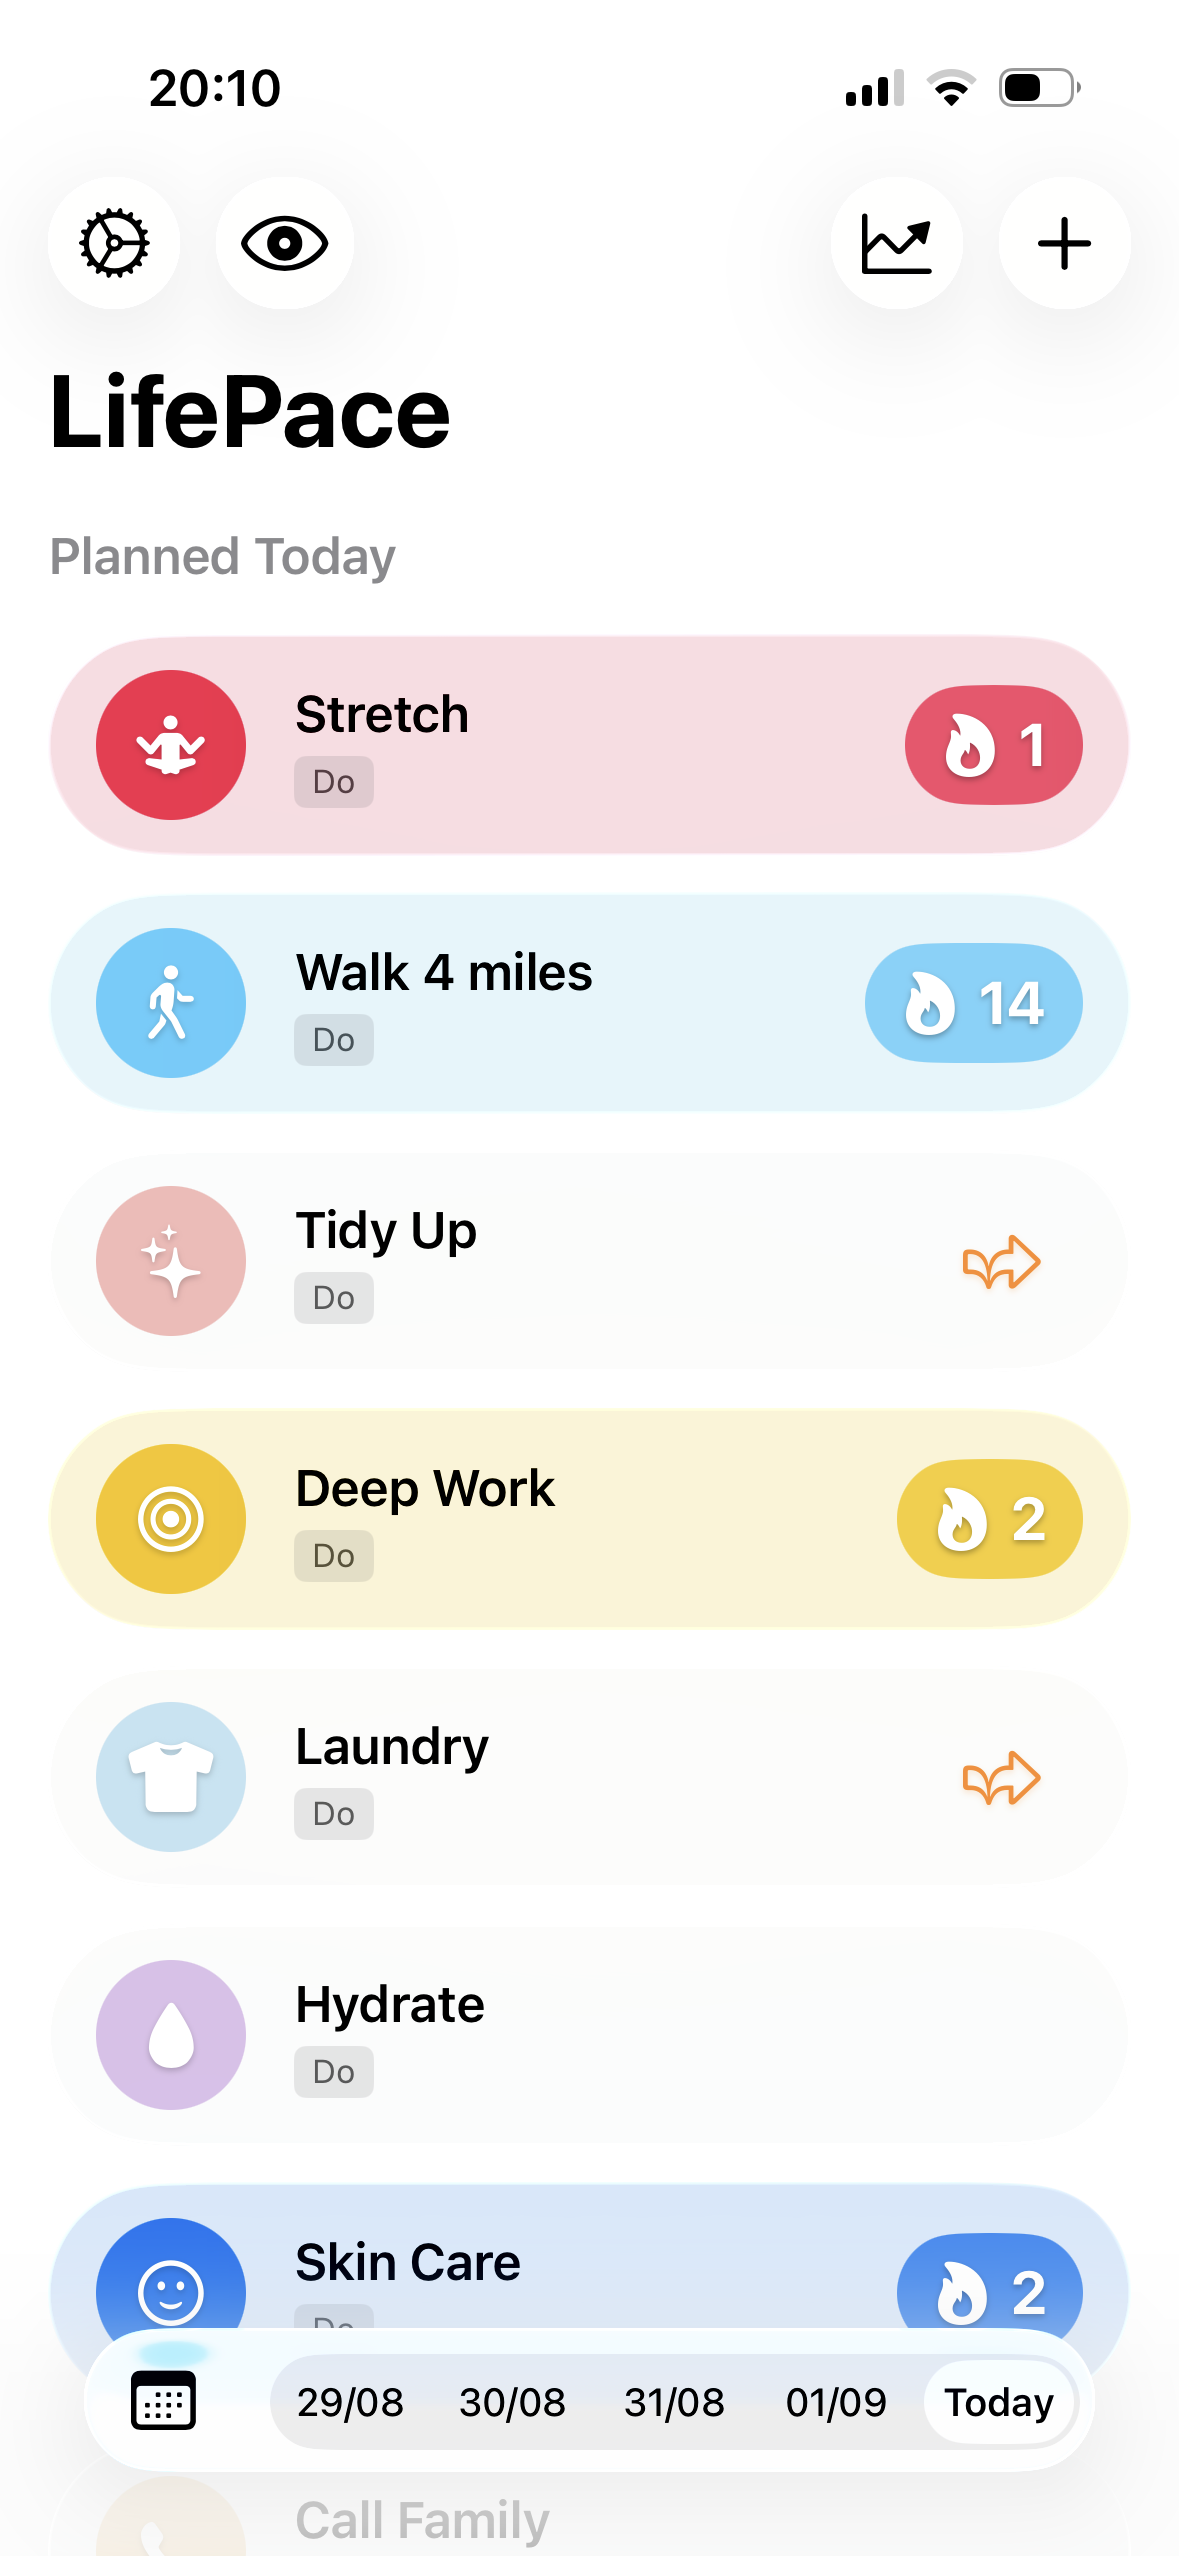 20:10
LifePace
Planned Today
Stretch
Do
1
Walk 4 miles
Do
14
Tidy Up
Do
Deep Work
Do
2
Laundry
Do
Hydrate
Do
Skin Care
Do
2
29/08 30/08 31/08 01/09 Today
Call Family